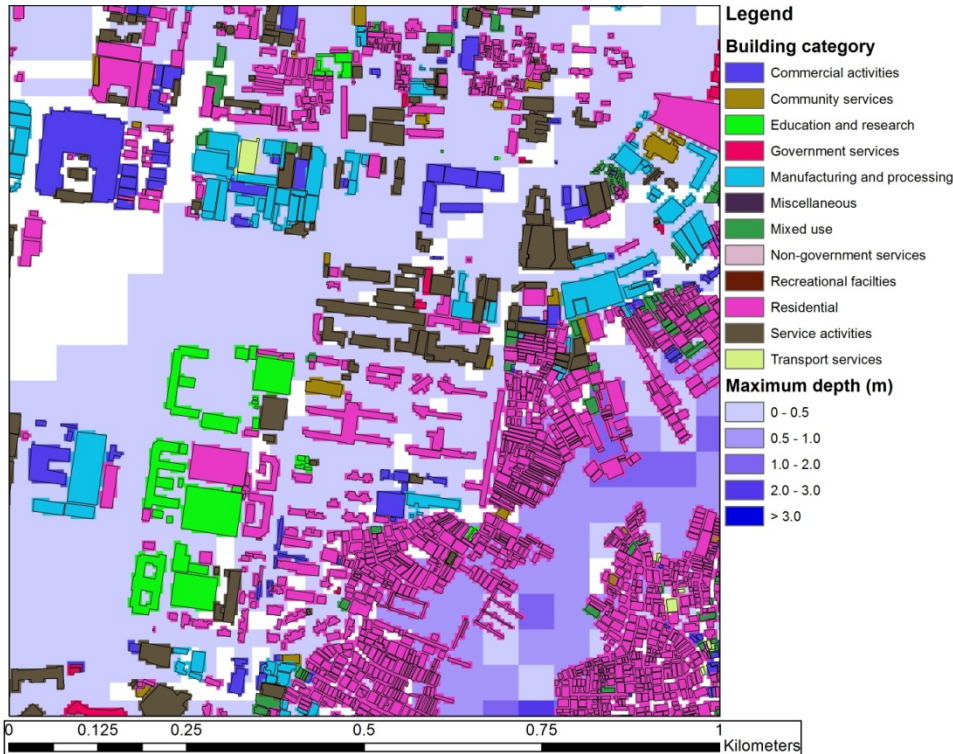 Legend
Building category
Commercial activities
Community services
Education and research
Government services
Manufacturing and processing
Miscellaneous
Mixed use
Non-government services
Recreational facilties
Residential
Service activities
Transport services
Maximum depth (m)
0 - 0.5
0.5 - 1.0
1.0 - 2.0
2.0 - 3.0
> 3.0
0 0.125 0.25 0.5 0.75 1
Kilometers